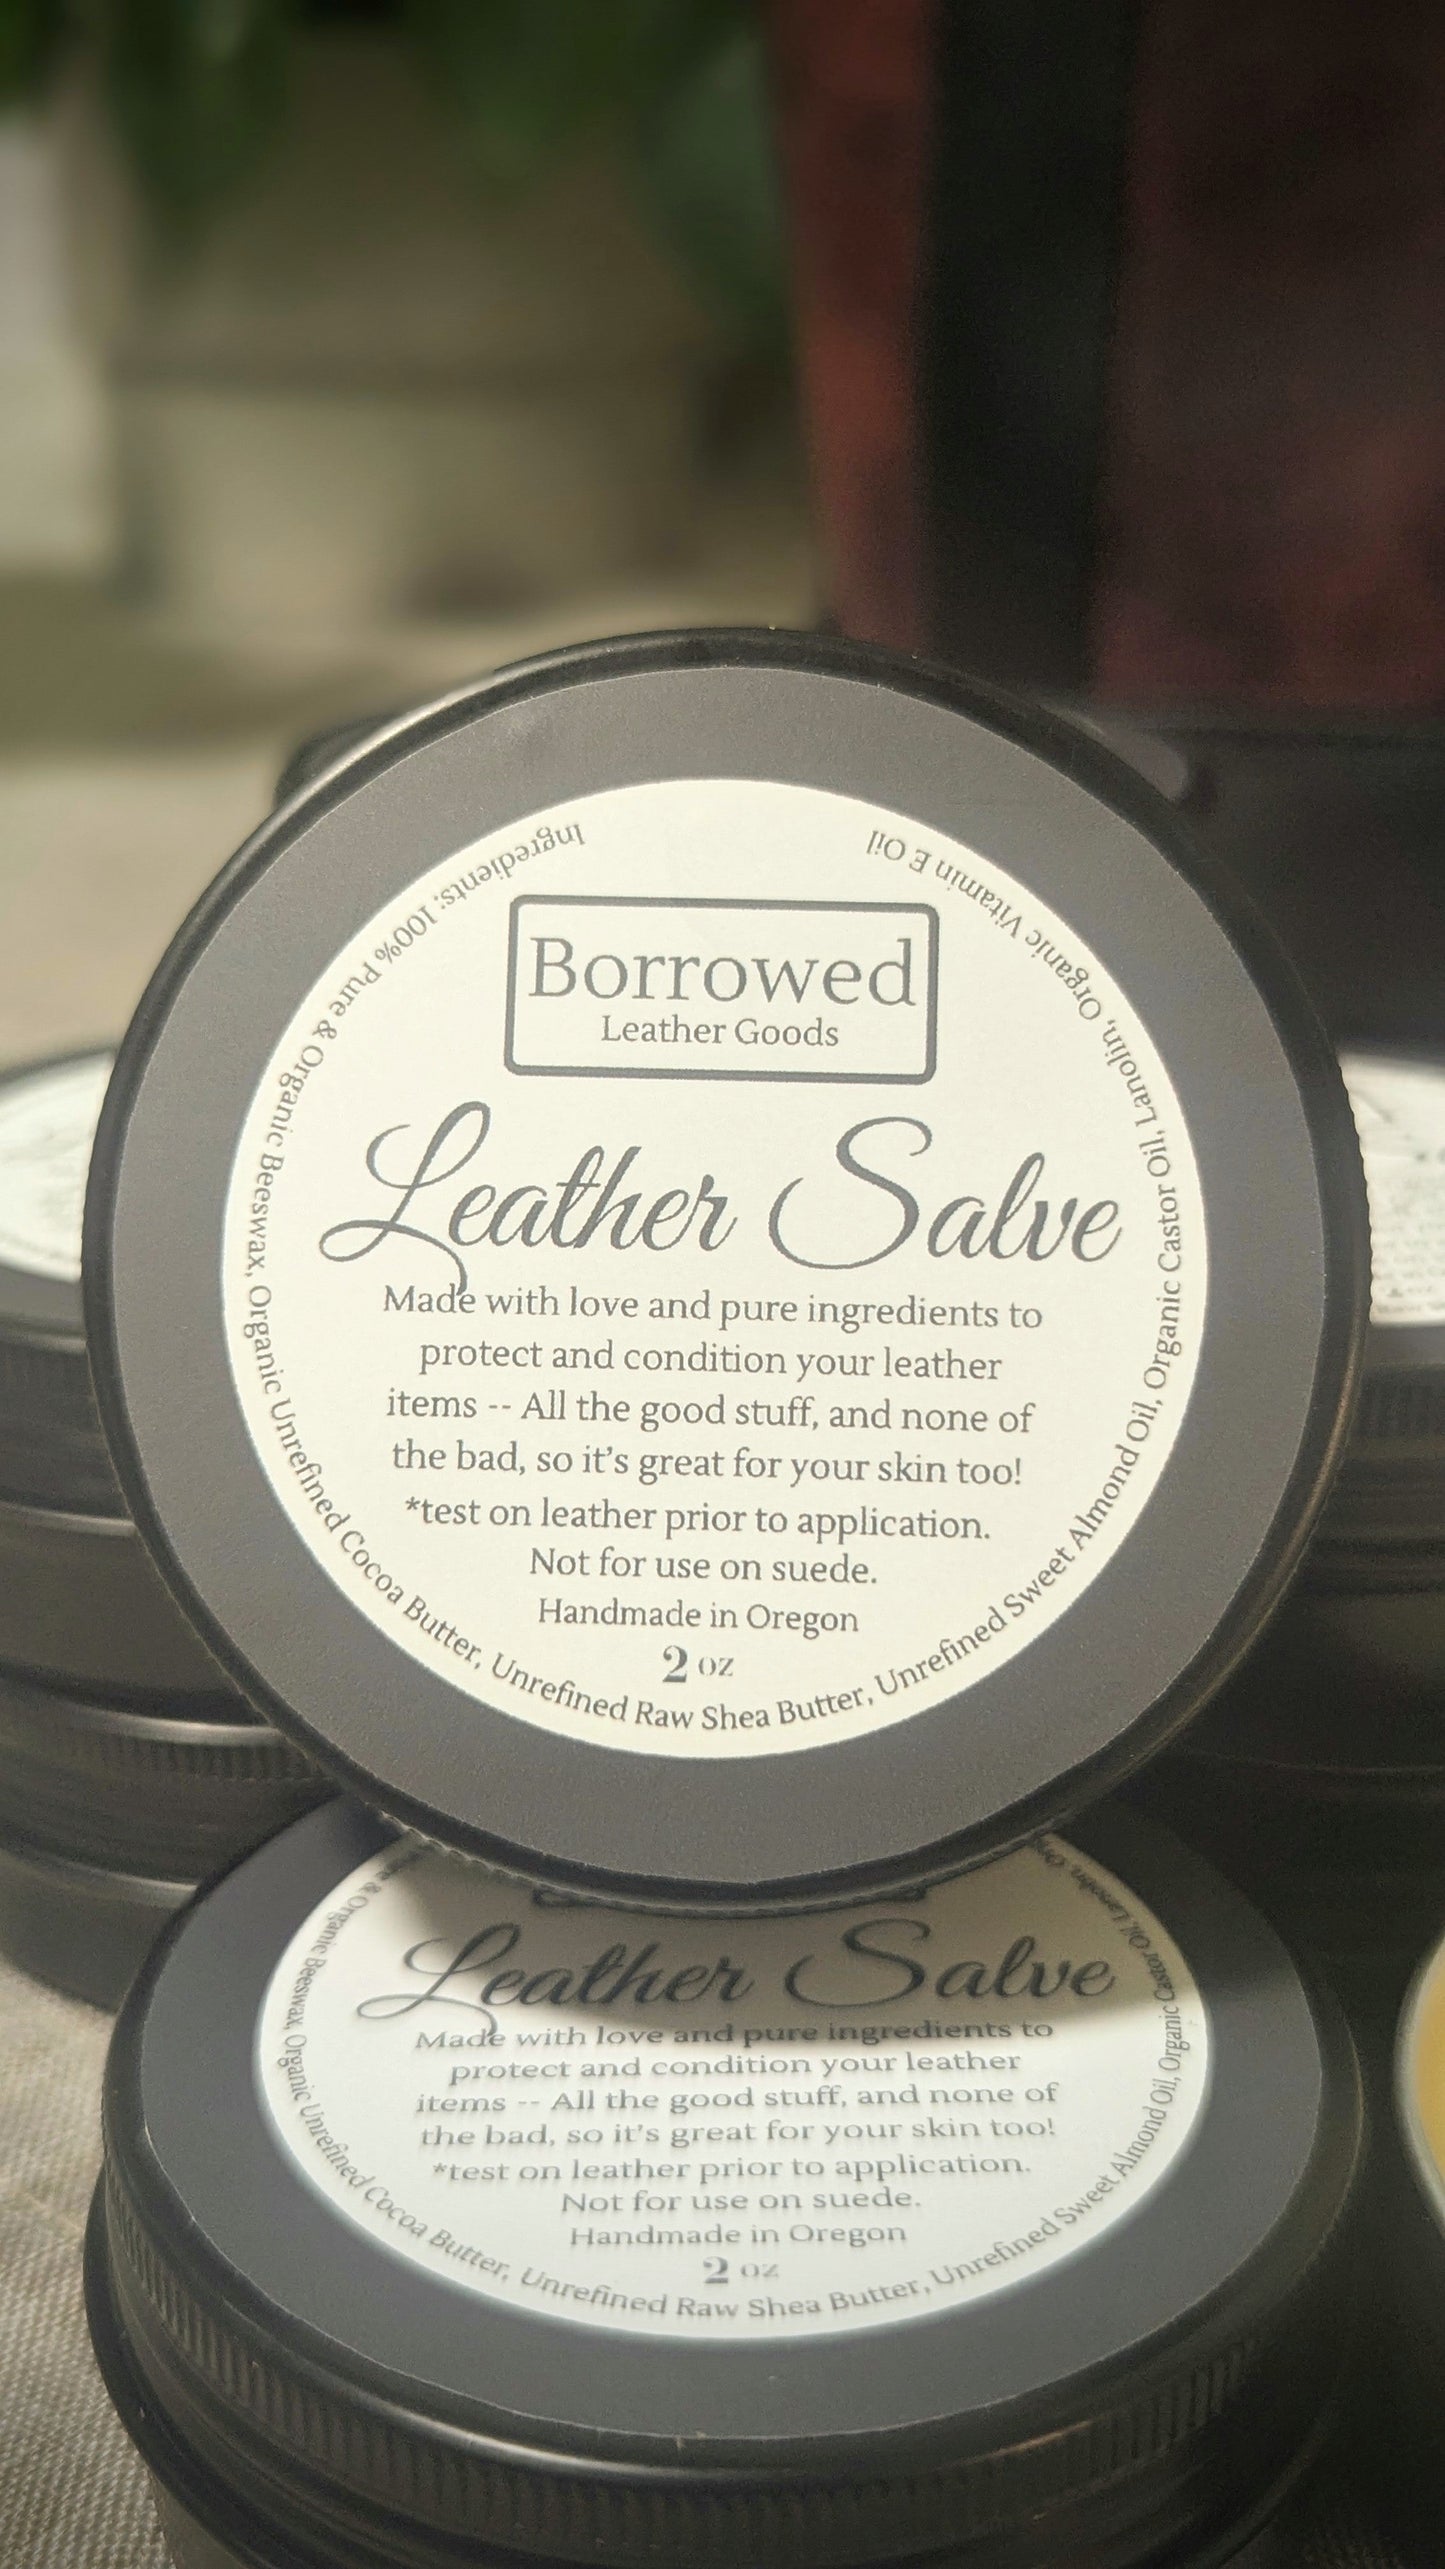 Borrowed
Leather Goods
Leather Salve
Made with love and pure ingredients to
protect and condition your leather
items -- All the good stuff, and none of
the bad, so it's great for your skin too!
*test on leather prior to application.
Not for use on suede.
Handmade in Oregon
2 oz
Ingredients: 100% Pure & Organic Beeswax, Organic Unrefined Cocoa Butter, Unrefined Raw Shea Butter, Unrefined Sweet Almond Oil, Organic Castor Oil, Lanolin, Organic Vitamin E Oil
Leather Salve
Made with love and pure ingredients to
protect and condition your leather
items -- All the good stuff, and none of
the bad, so it's great for your skin too!
*test on leather prior to application.
Not for use on suede.
Handmade in Oregon
2 oz
& Organic Beeswax, Organic Unrefined Cocoa Butter, Unrefined Raw Shea Butter, Unrefined Sweet Almond Oil, Organic Castor Oil, Lanolin,